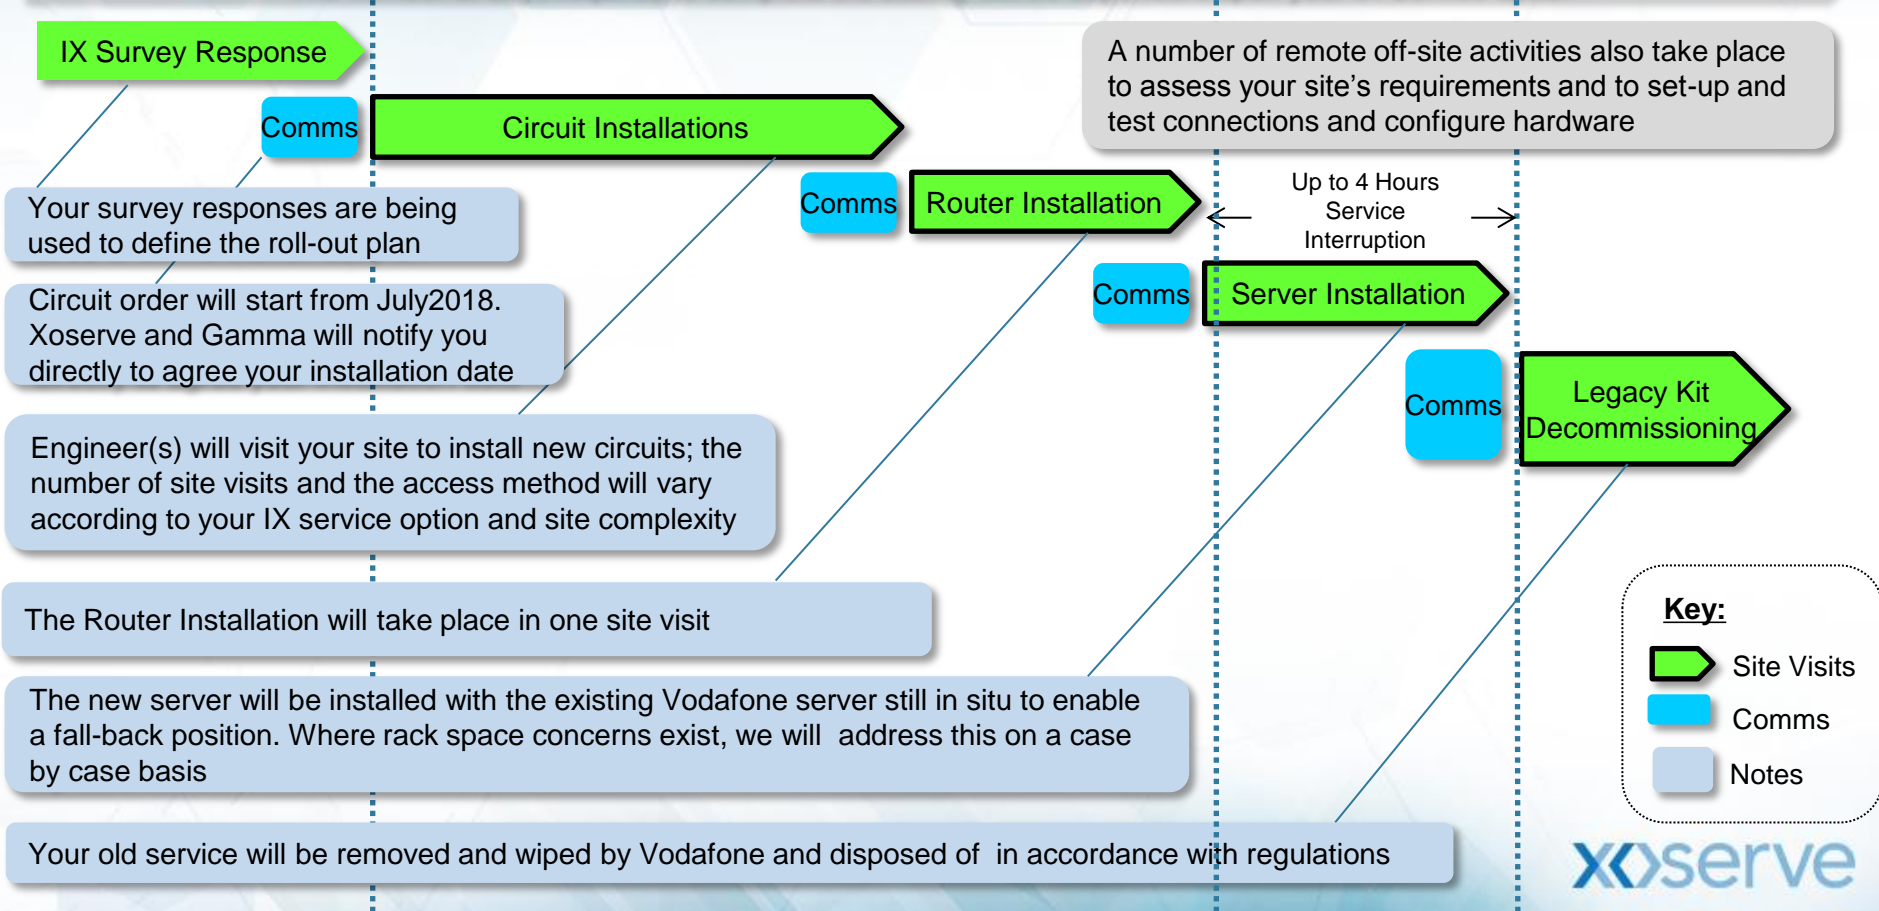 IX Survey Response
A number of remote off-site activities also take place
to assess your site's requirements and to set-up and
test connections and configure hardware
Comms
Circuit Installations
Comms
Router Installation
Up to 4 Hours
Service
Interruption
Your survey responses are being
used to define the roll-out plan
Comms
Server Installation
Circuit order will start from July2018.
Xoserve and Gamma will notify you
directly to agree your installation date
Comms
Legacy Kit
Decommissioning
Engineer(s) will visit your site to install new circuits; the
number of site visits and the access method will vary
according to your IX service option and site complexity
The Router Installation will take place in one site visit
The new server will be installed with the existing Vodafone server still in situ to enable
a fall-back position. Where rack space concerns exist, we will address this on a case
by case basis
Your old service will be removed and wiped by Vodafone and disposed of in accordance with regulations
Key:
Site Visits
Comms
Notes
xoserve